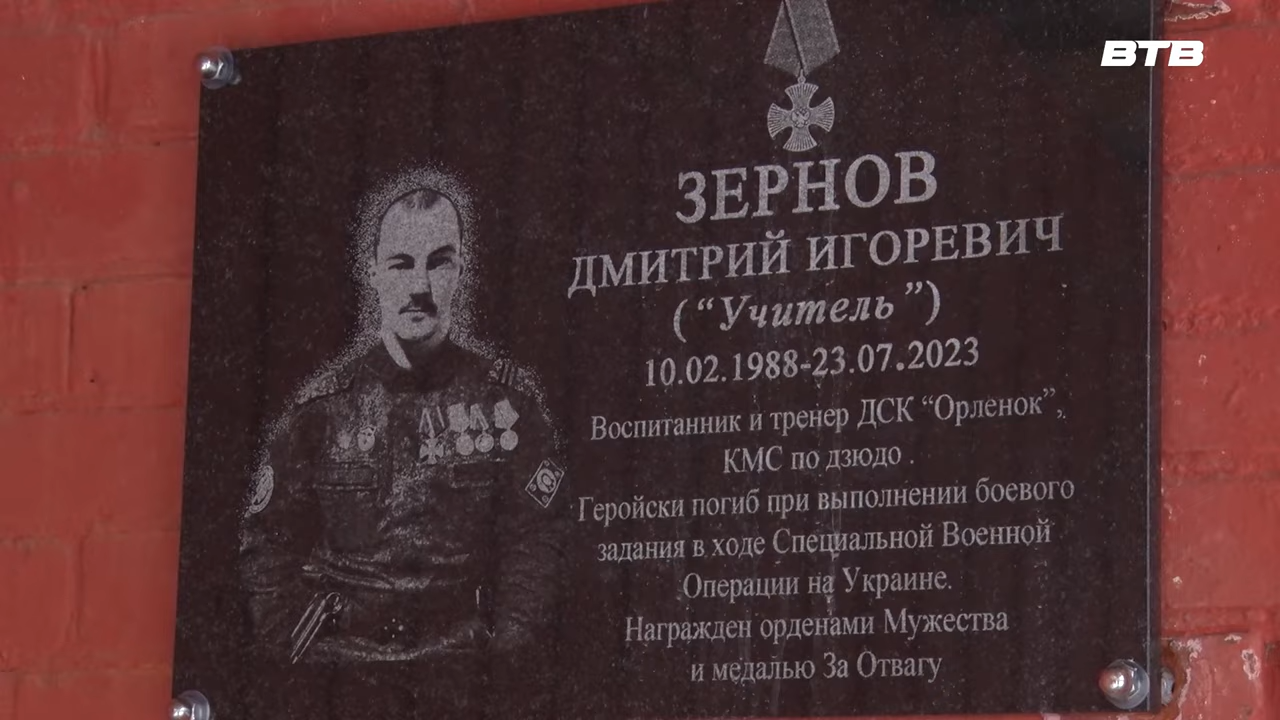 ВТВ
ЗЕРНОВ
ДМИТРИЙ ИГОРЕВИЧ
(“Учитель”)
10.02.1988-23.07.2023
Воспитанник и тренер ДСК “Орленок”,
КМС по дзюдо .
Геройски погиб при выполнении боевого
задания в ходе Специальной Военной
Операции на Украине.
Награжден орденами Мужества
и медалью За Отвагу